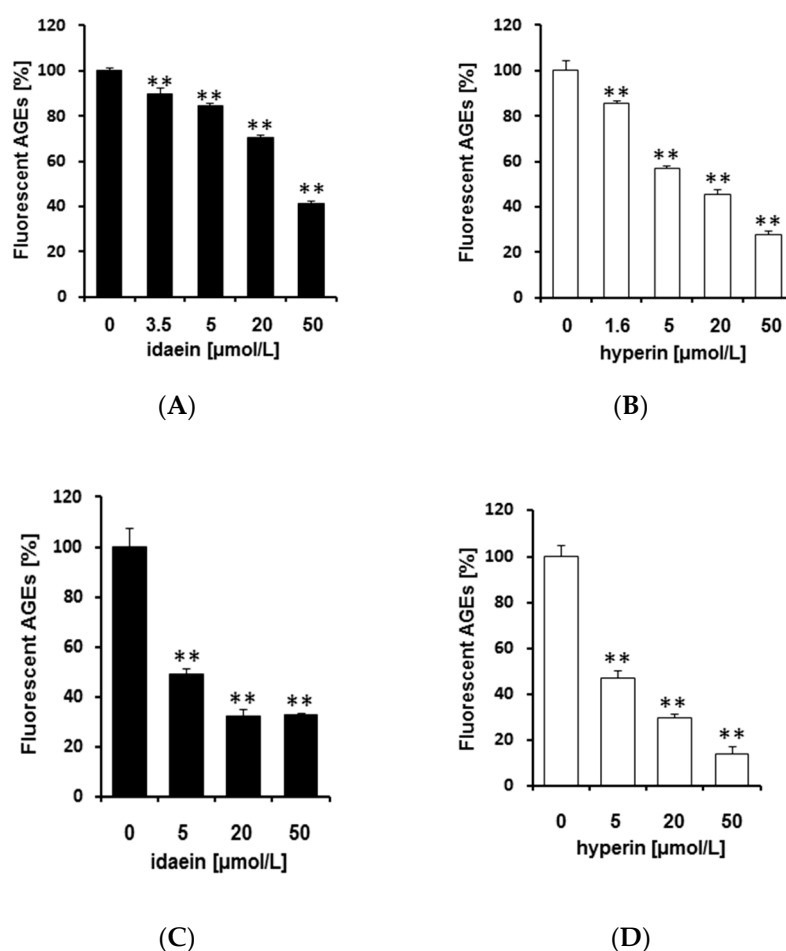 Fluorescent AGEs [%]
120
100
80
60
40
20
0
** ** ** **
0 3.5 5 20 50
idaein [µmol/L]
(A)
Fluorescent AGEs [%]
120
100
80
60
40
20
0
** ** ** **
0 1.6 5 20 50
hyperin [µmol/L]
(B)
Fluorescent AGEs [%]
120
100
80
60
40
20
0
** ** **
0 5 20 50
idaein [µmol/L]
(C)
Fluorescent AGEs [%]
120
100
80
60
40
20
0
** ** **
0 5 20 50
hyperin [µmol/L]
(D)